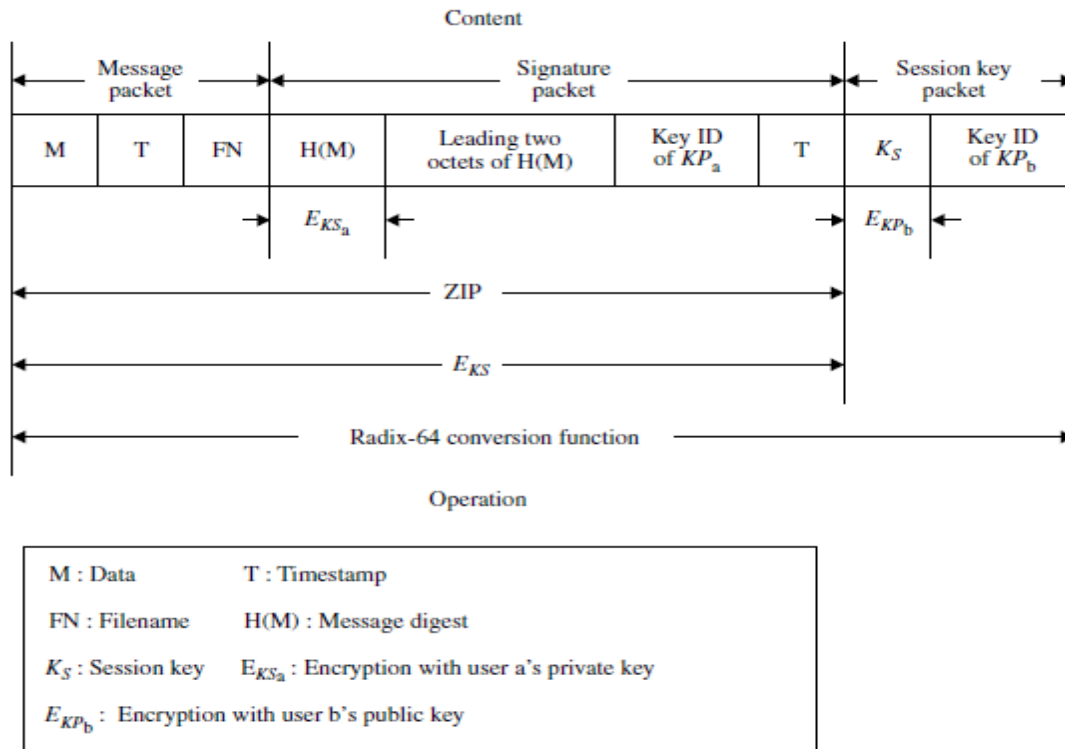 Content
Message packet
Signature packet
Session key packet
M
T
FN
H(M)
Leading two octets of H(M)
Key ID of KPa
T
KS
Key ID of KPb
EKSa
EKPb
ZIP
EKS
Radix-64 conversion function
Operation
M : Data T : Timestamp
FN : Filename H(M) : Message digest
KS : Session key EKSa : Encryption with user a's private key
EKPb : Encryption with user b's public key